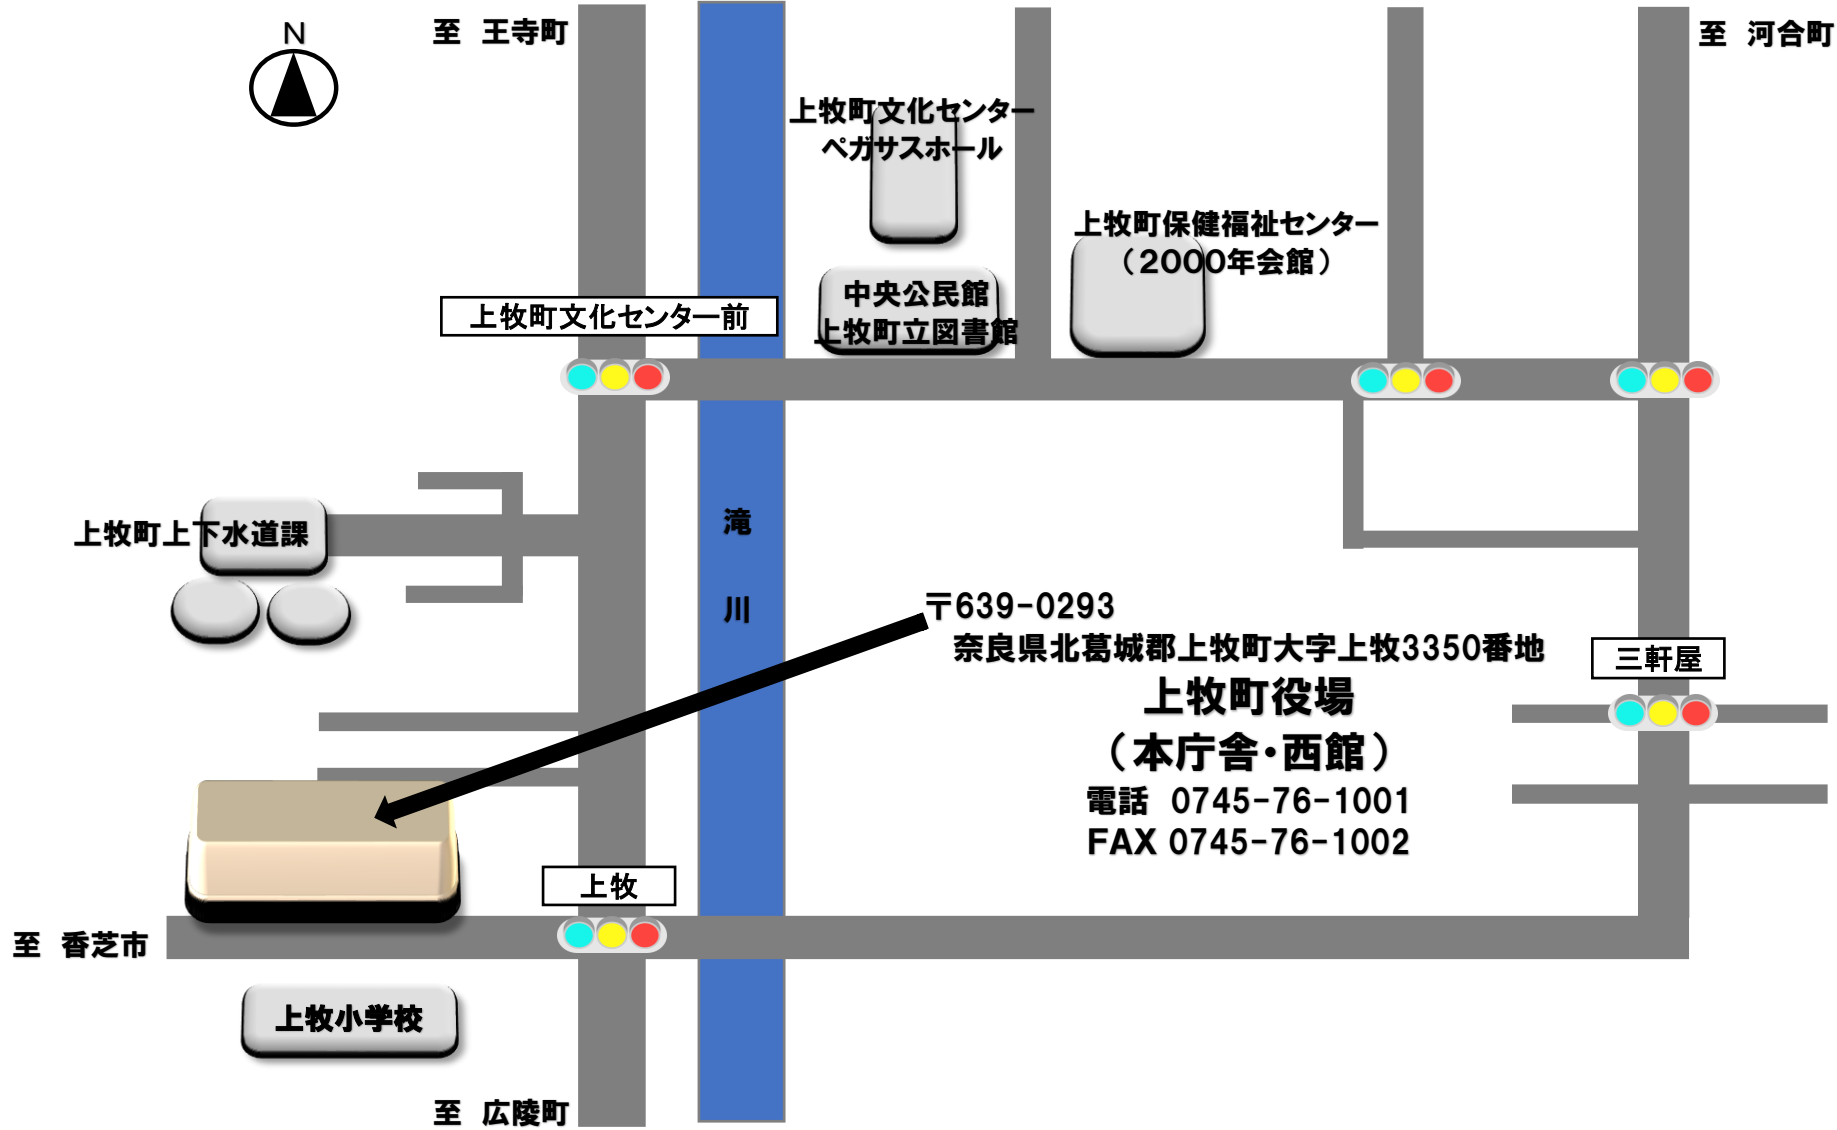 N
至 王寺町
至 河合町
上牧町文化センター
ペガサスホール
上牧町保健福祉センター
（２０００年会館）
中央公民館
上牧町立図書館
上牧町文化センター前
滝
川
上牧町上下水道課
〒639-0293
奈良県北葛城郡上牧町大字上牧3350番地
上牧町役場
（本庁舎・西館）
電話 0745-76-1001
FAX 0745-76-1002
三軒屋
上牧
至 香芝市
上牧小学校
至 広陵町